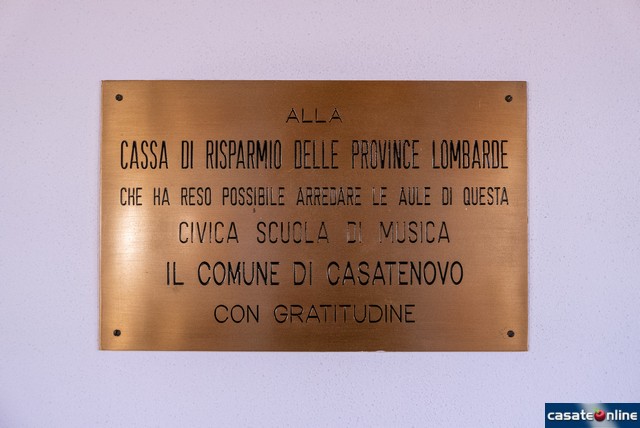 ALLA
CASSA DI RISPARMIO DELLE PROVINCE LOMBARDE
CHE HA RESO POSSIBILE ARREDARE LE AULE DI QUESTA
CIVICA SCUOLA DI MUSICA
IL COMUNE DI CASATENOVO
CON GRATITUDINE
casateonline